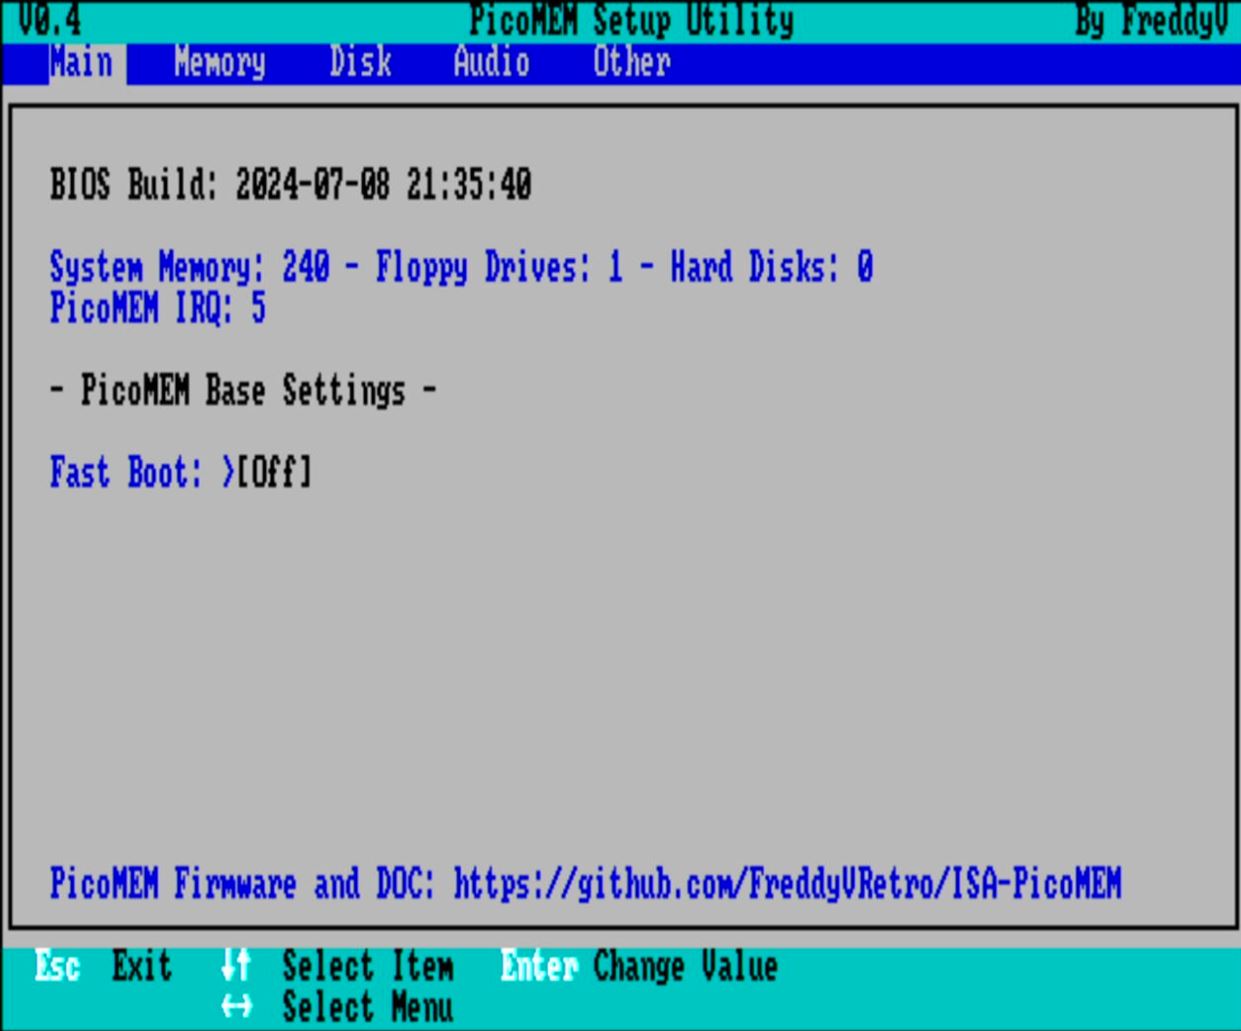 V0.4 PicoMEM Setup Utility By FreddyV
Main Memory Disk Audio Other
BIOS Build: 2024-07-08 21:35:40
System Memory: 240 - Floppy Drives: 1 - Hard Disks: 0
PicoMEM IRQ: 5
- PicoMEM Base Settings -
Fast Boot: >[Off]
PicoMEM Firmware and DOC: https://github.com/FreddyVRetro/ISA-PicoMEM
Esc Exit ↓↑ Select Item Enter Change Value
↔ Select Menu